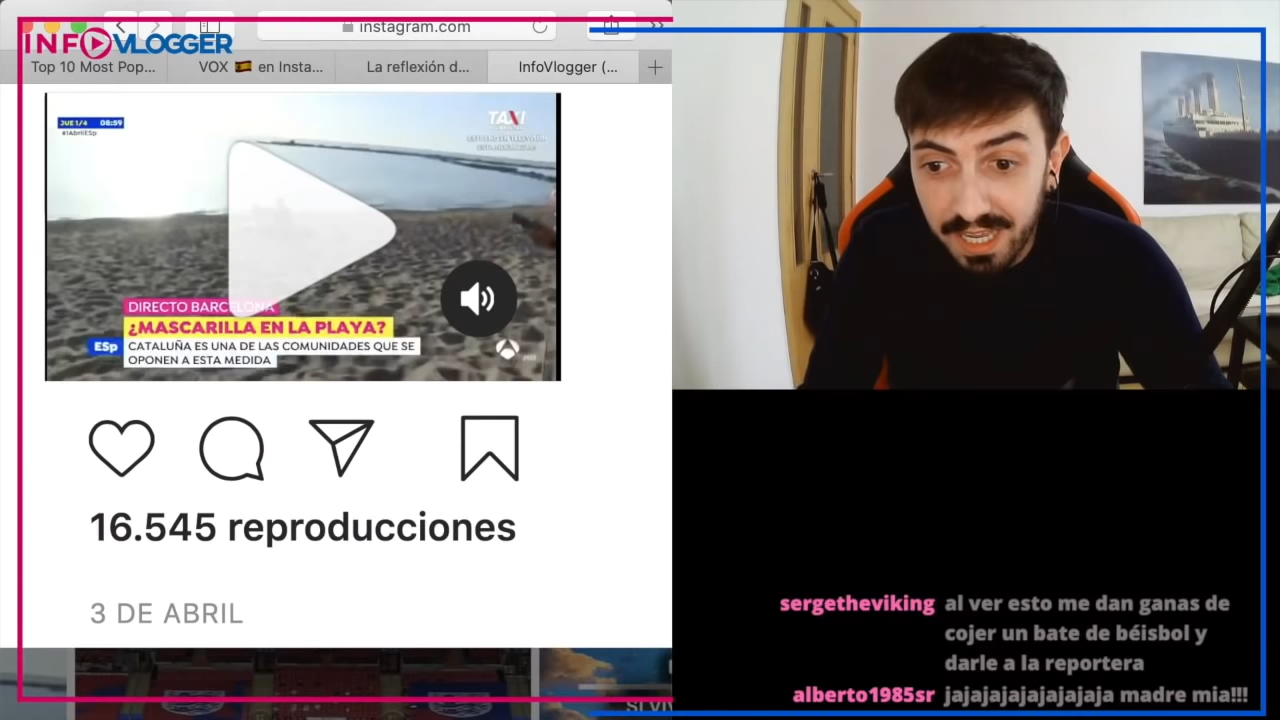 instagram.com
INFOVLOGGER
Top 10 Most Pop...
VOX 🇪🇸 en Insta...
La reflexión d...
InfoVlogger (...
JUE 1/4 08:59
#1AbrilESp
TAXI
DIRECTO BARCELONA
¿MASCARILLA EN LA PLAYA?
ESp
CATALUÑA ES UNA DE LAS COMUNIDADES QUE SE
OPONEN A ESTA MEDIDA
16.545 reproducciones
3 DE ABRIL
sergetheviking al ver esto me dan ganas de
cojer un bate de béisbol y
darle a la reportera
alberto1985sr jajajajajajajajaja madre mia!!!